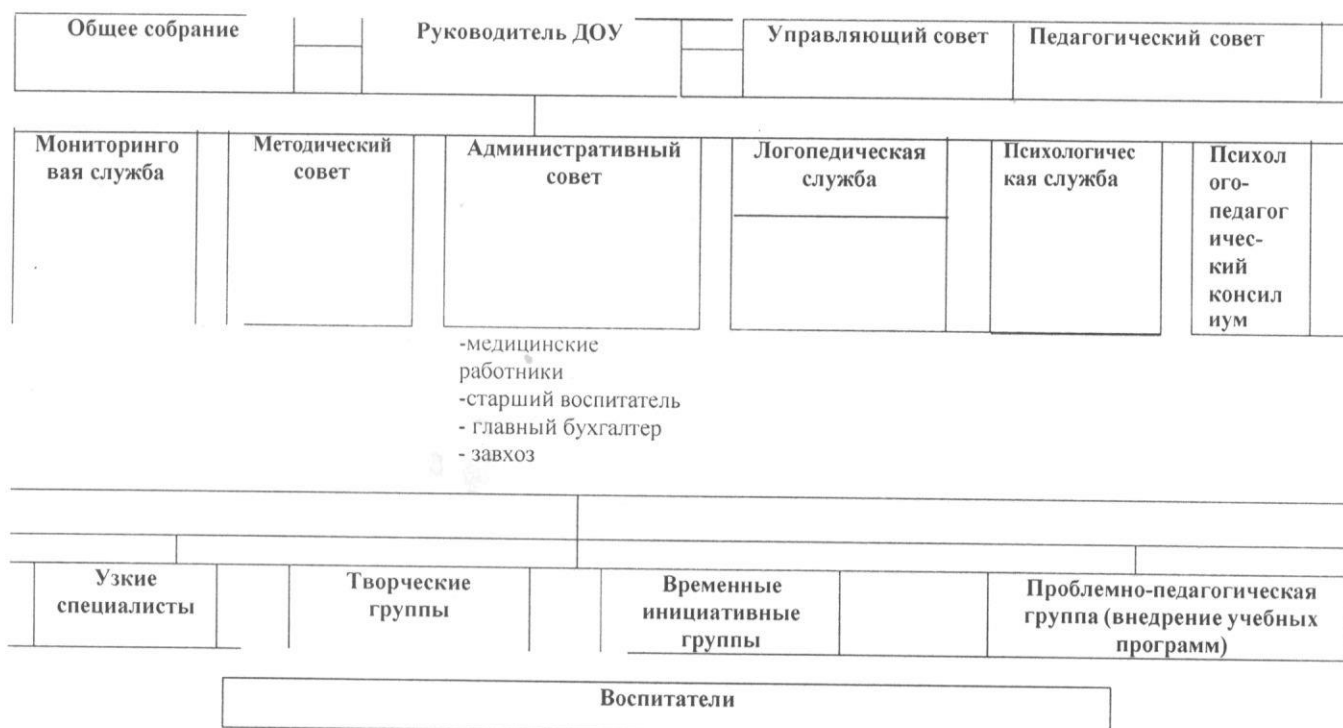 Общее собрание
Руководитель ДОУ
Управляющий совет
Педагогический совет
Мониторинго
вая служба
Методический
совет
Административный
совет
Логопедическая
служба
Психологичес
кая служба
Психол
ого-
педагог
ичес-
кий
консил
иум
-медицинские
работники
-старший воспитатель
- главный бухгалтер
- завхоз
Узкие
специалисты
Творческие
группы
Временные
инициативные
группы
Проблемно-педагогическая
группа (внедрение учебных
программ)
Воспитатели